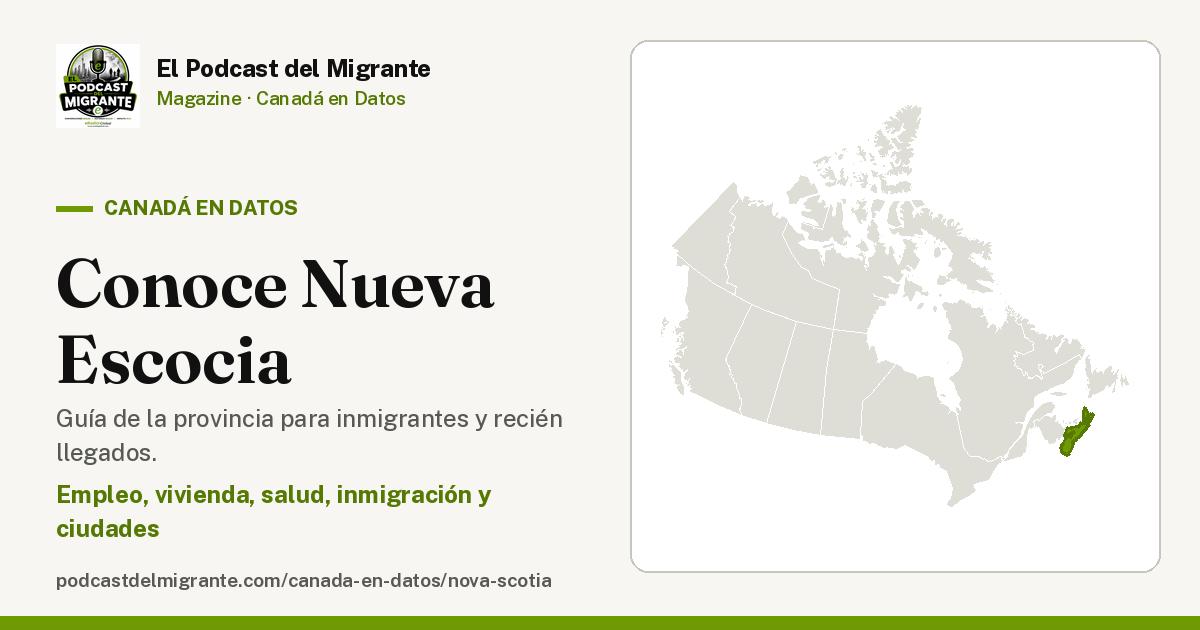 EL
PODCAST
DEL
MIGRANTE
El Podcast del Migrante
Magazine · Canadá en Datos
CANADÁ EN DATOS
Conoce Nueva
Escocia
Guía de la provincia para inmigrantes y recién
llegados.
Empleo, vivienda, salud, inmigración y
ciudades
podcastdelmigrante.com/canada-en-datos/nova-scotia